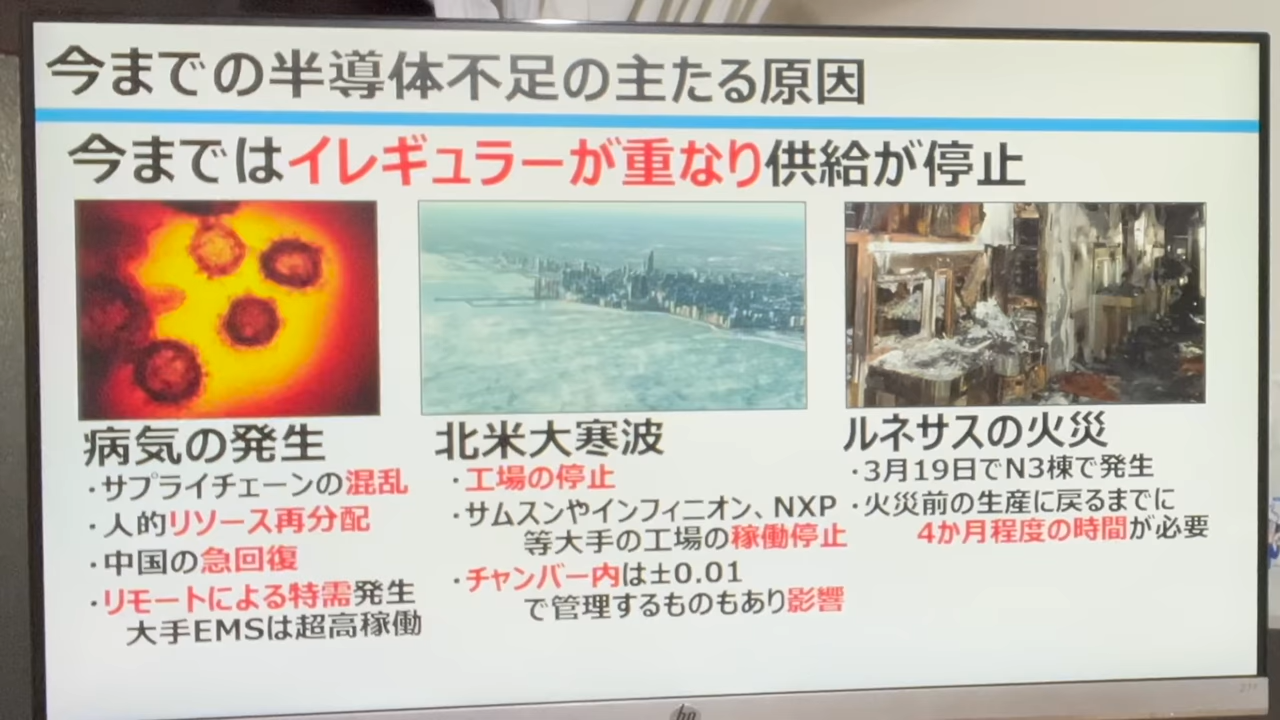 今までの半導体不足の主たる原因
今まではイレギュラーが重なり供給が停止
病気の発生
・サプライチェーンの混乱
・人的リソース再分配
・中国の急回復
・リモートによる特需発生
大手EMSは超高稼働
北米大寒波
・工場の停止
・サムスンやインフィニオン、NXP
等大手の工場の稼働停止
・チャンバー内は±0.01
で管理するものもあり影響
ルネサスの火災
・3月19日でN3棟で発生
・火災前の生産に戻るまでに
4か月程度の時間が必要
hp